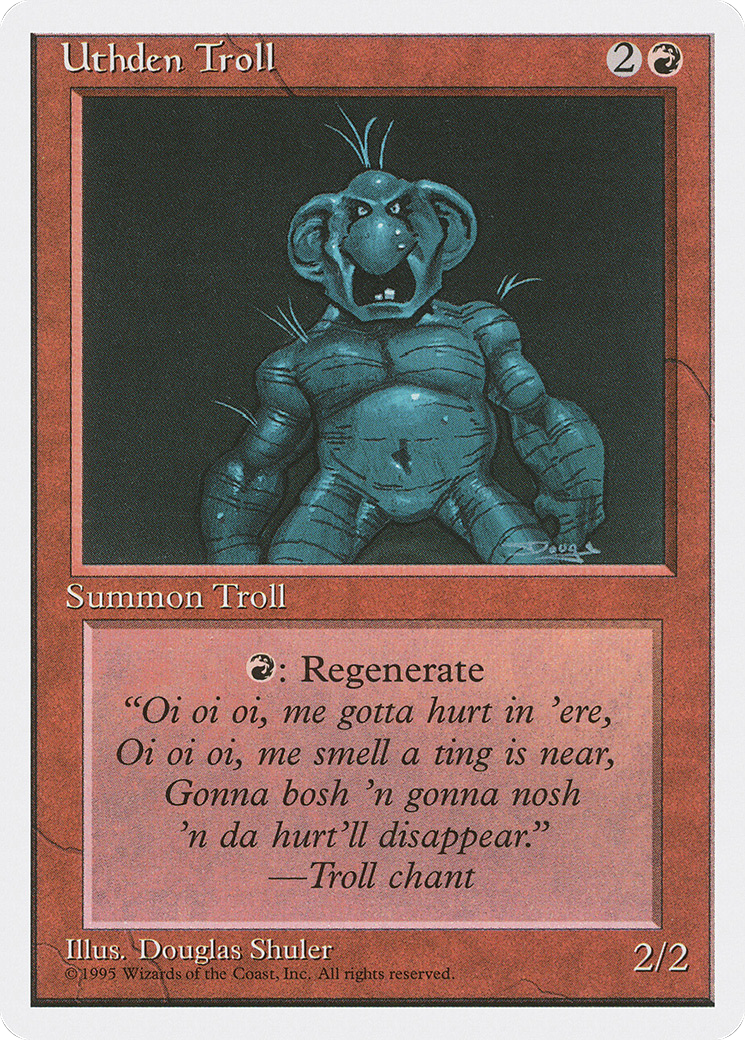 Uthden Troll 2
Doug S
Summon Troll
: Regenerate
“Oi oi oi, me gotta hurt in ’ere,
Oi oi oi, me smell a ting is near,
Gonna bosh ’n gonna nosh
’n da hurt’ll disappear.”
—Troll chant
Illus. Douglas Shuler
2/2
©1995 Wizards of the Coast, Inc. All rights reserved.